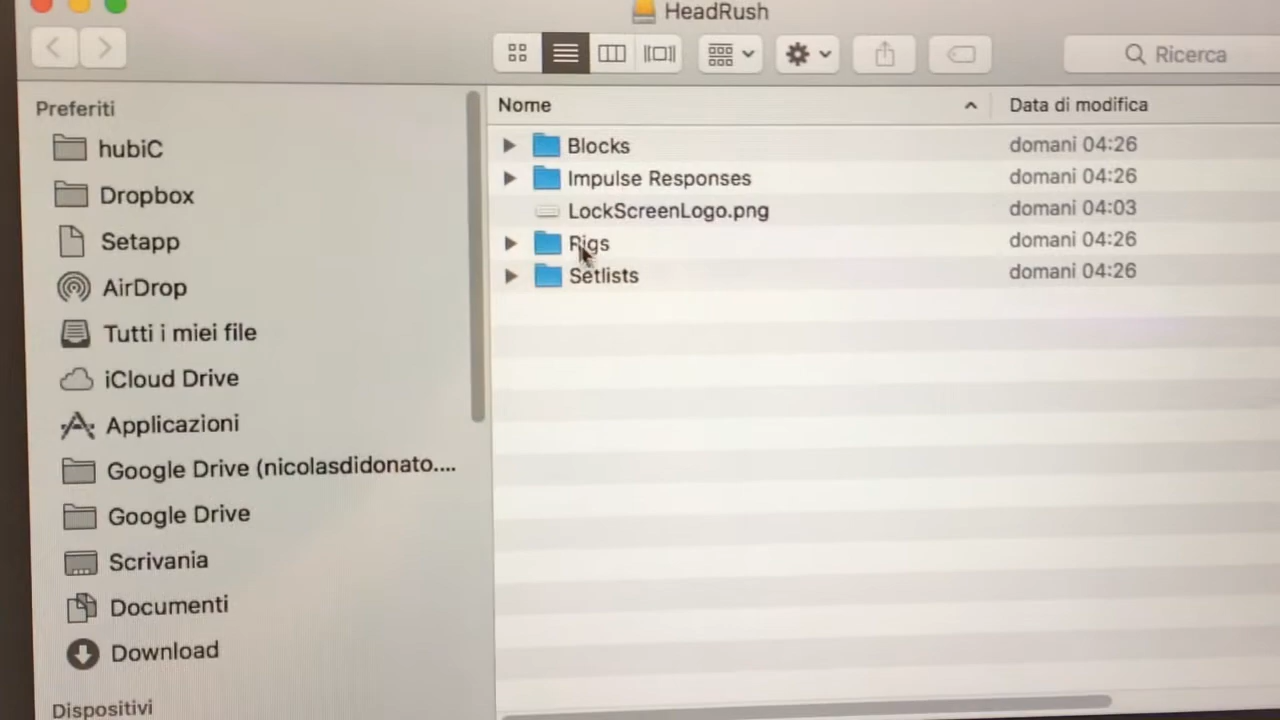 HeadRush
Ricerca
Preferiti
hubiC
Dropbox
Setapp
AirDrop
Tutti i miei file
iCloud Drive
Applicazioni
Google Drive (nicolasdidonato....
Google Drive
Scrivania
Documenti
Download
Dispositivi
Nome Data di modifica
Blocks domani 04:26
Impulse Responses domani 04:26
LockScreenLogo.png domani 04:03
Rigs domani 04:26
Setlists domani 04:26